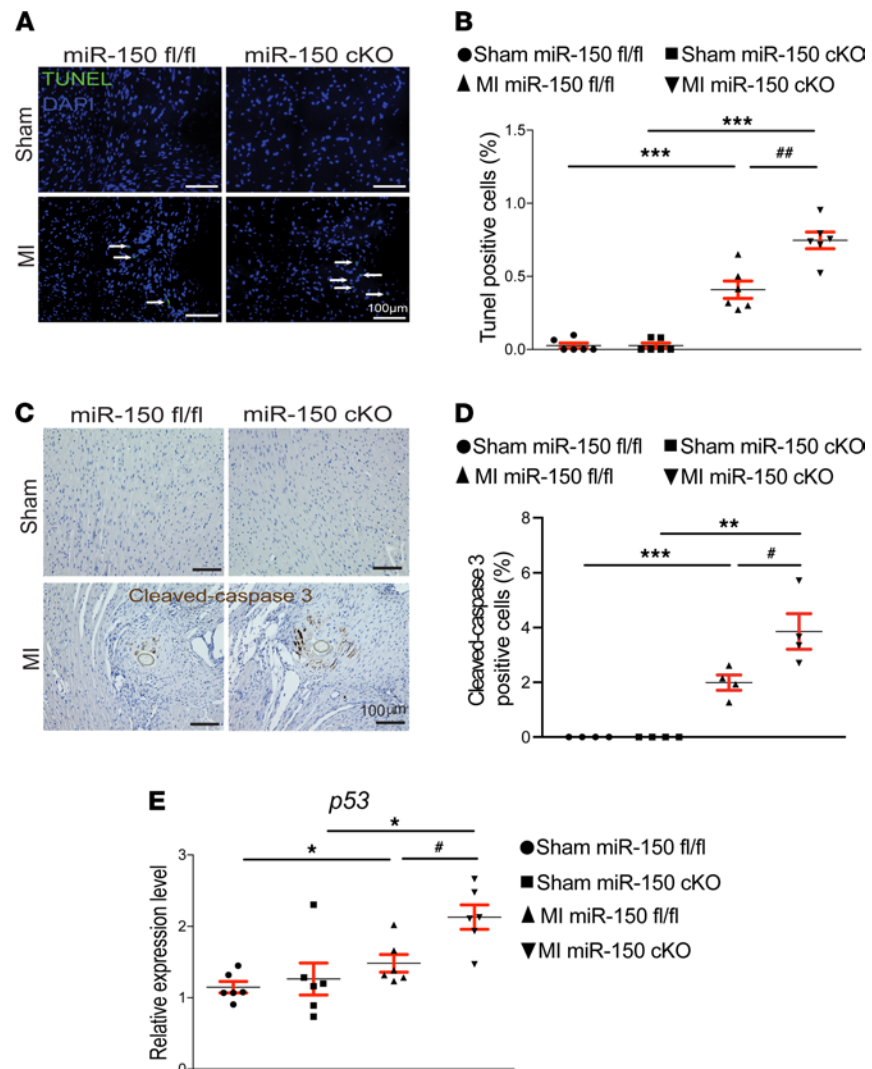 A
miR-150 fl/fl miR-150 cKO
TUNEL
DAPI
Sham
MI
100μm
B
●Sham miR-150 fl/fl ■Sham miR-150 cKO
▲MI miR-150 fl/fl ▼MI miR-150 cKO
***
*** ##
Tunel positive cells (%)
1.5
1.0
0.5
0.0
C
miR-150 fl/fl miR-150 cKO
Sham
Cleaved-caspase 3
MI
100μm
D
●Sham miR-150 fl/fl ■Sham miR-150 cKO
▲MI miR-150 fl/fl ▼MI miR-150 cKO
**
*** #
Cleaved-caspase 3
positive cells (%)
8
6
4
2
0
E
p53
*
* #
Relative expression level
3
2
1
0
●Sham miR-150 fl/fl
■Sham miR-150 cKO
▲MI miR-150 fl/fl
▼MI miR-150 cKO